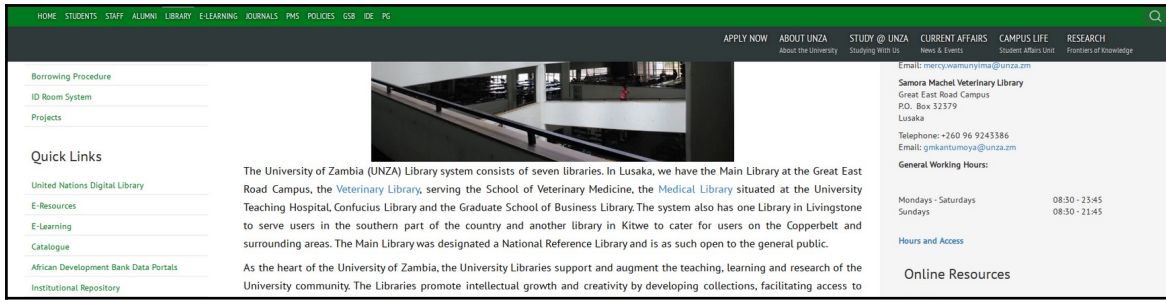 HOME STUDENTS STAFF ALUMNI LIBRARY E-LEARNING JOURNALS PMS POLICIES GSB IDE PG
APPLY NOW ABOUT UNZA STUDY @ UNZA CURRENT AFFAIRS CAMPUS LIFE RESEARCH
About the University Studying With Us News & Events Student Affairs Unit Frontiers of Knowledge
Borrowing Procedure
ID Room System
Projects
Quick Links
United Nations Digital Library
E-Resources
E-Learning
Catalogue
African Development Bank Data Portals
Institutional Repository
The University of Zambia (UNZA) Library system consists of seven libraries. In Lusaka, we have the Main Library at the Great East
Road Campus, the Veterinary Library, serving the School of Veterinary Medicine, the Medical Library situated at the University
Teaching Hospital, Confucius Library and the Graduate School of Business Library. The system also has one Library in Livingstone
to serve users in the southern part of the country and another library in Kitwe to cater for users on the Copperbelt and
surrounding areas. The Main Library was designated a National Reference Library and is as such open to the general public.
As the heart of the University of Zambia, the University Libraries support and augment the teaching, learning and research of the
University community. The Libraries promote intellectual growth and creativity by developing collections, facilitating access to
Email: mercy.wamunyima@unza.zm
Samora Machel Veterinary Library
Great East Road Campus
P.O. Box 32379
Lusaka
Telephone: +260 96 9243386
Email: gmkantumoya@unza.zm
General Working Hours:
Mondays - Saturdays 08:30 - 23:45
Sundays 08:30 - 21:45
Hours and Access
Online Resources